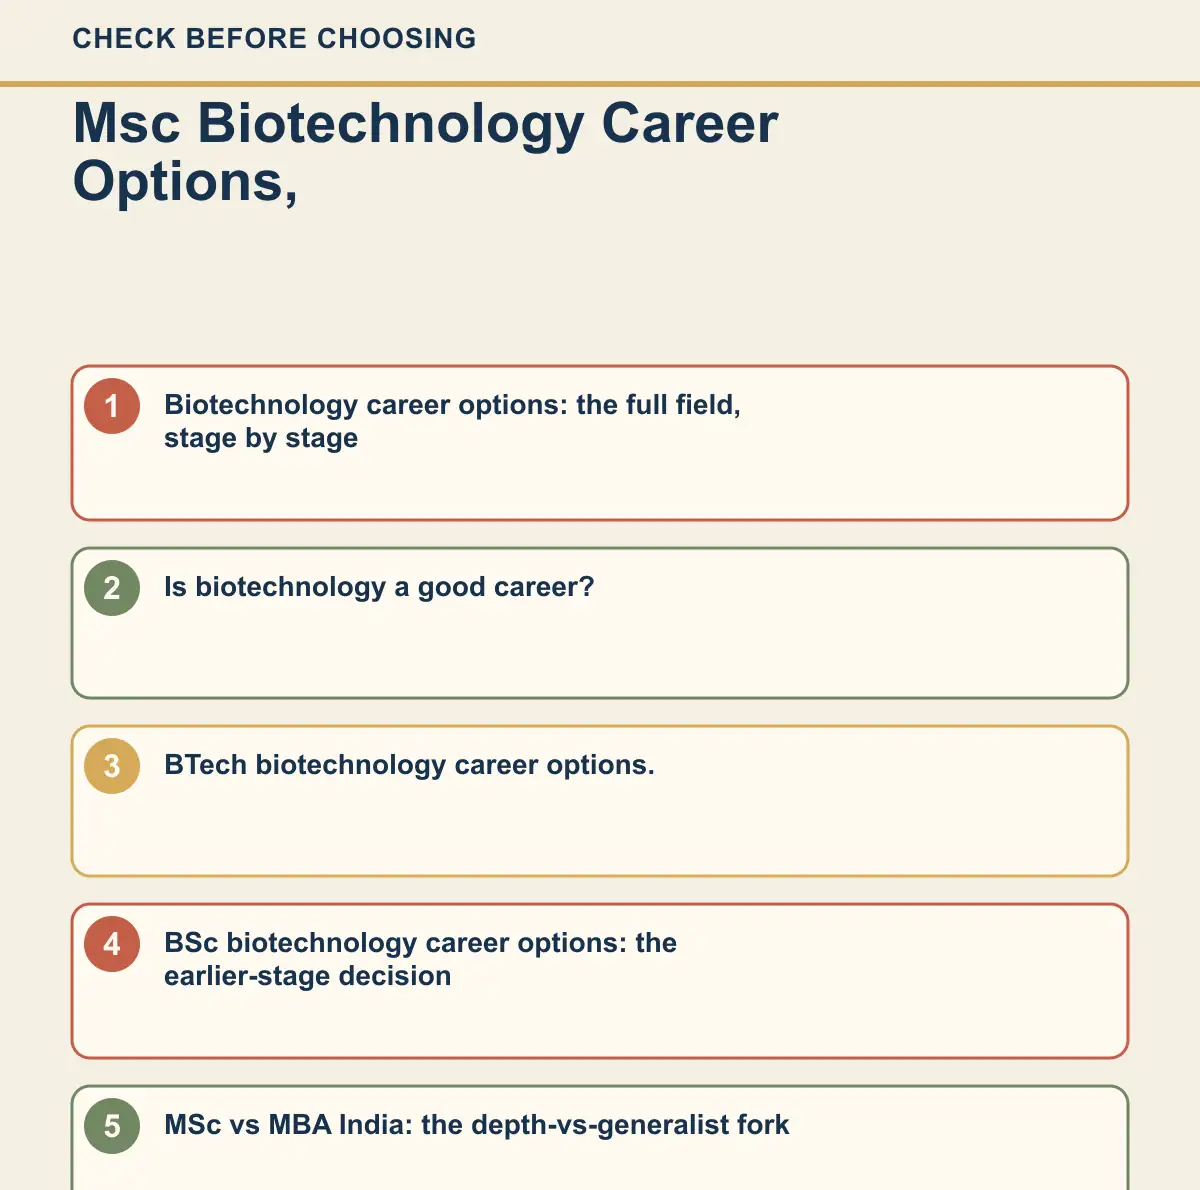 CHECK BEFORE CHOOSING
Msc Biotechnology Career
Options,
1
Biotechnology career options: the full field,
stage by stage
2
Is biotechnology a good career?
3
BTech biotechnology career options.
4
BSc biotechnology career options: the
earlier-stage decision
5
MSc vs MBA India: the depth-vs-generalist fork